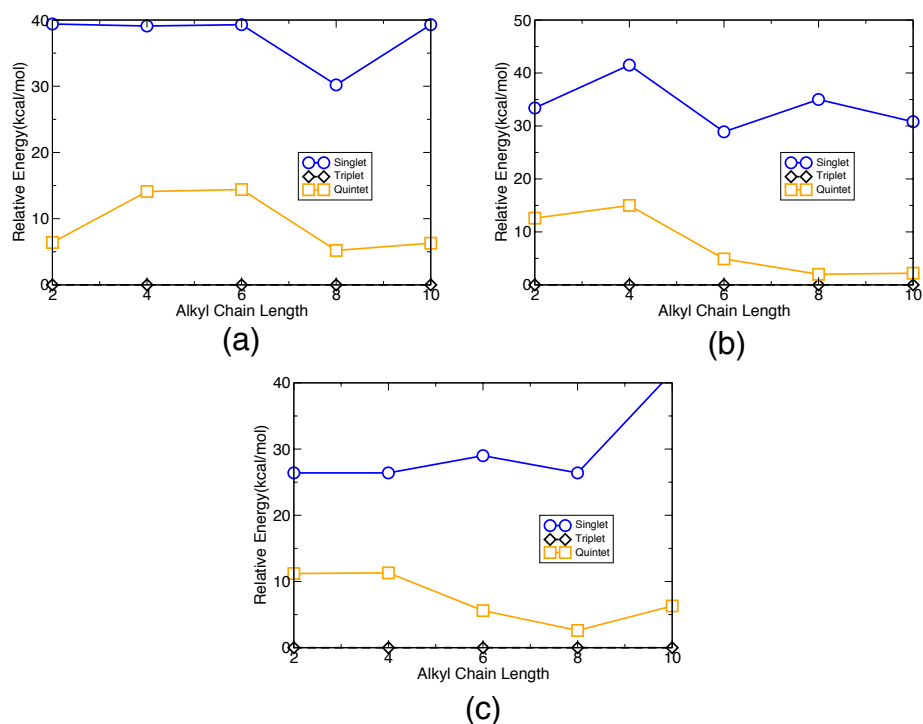 40
30
20
10
0
Relative Energy(kcal/mol)
Singlet
Triplet
Quintet
2 4 6 8 10
Alkyl Chain Length
(a)
50
40
30
20
10
0
Relative Energy(kcal/mol)
Singlet
Triplet
Quintet
2 4 6 8 10
Alkyl Chain Length
(b)
40
30
20
10
0
Relative Energy(kcal/mol)
Singlet
Triplet
Quintet
2 4 6 8 10
Alkyl Chain Length
(c)